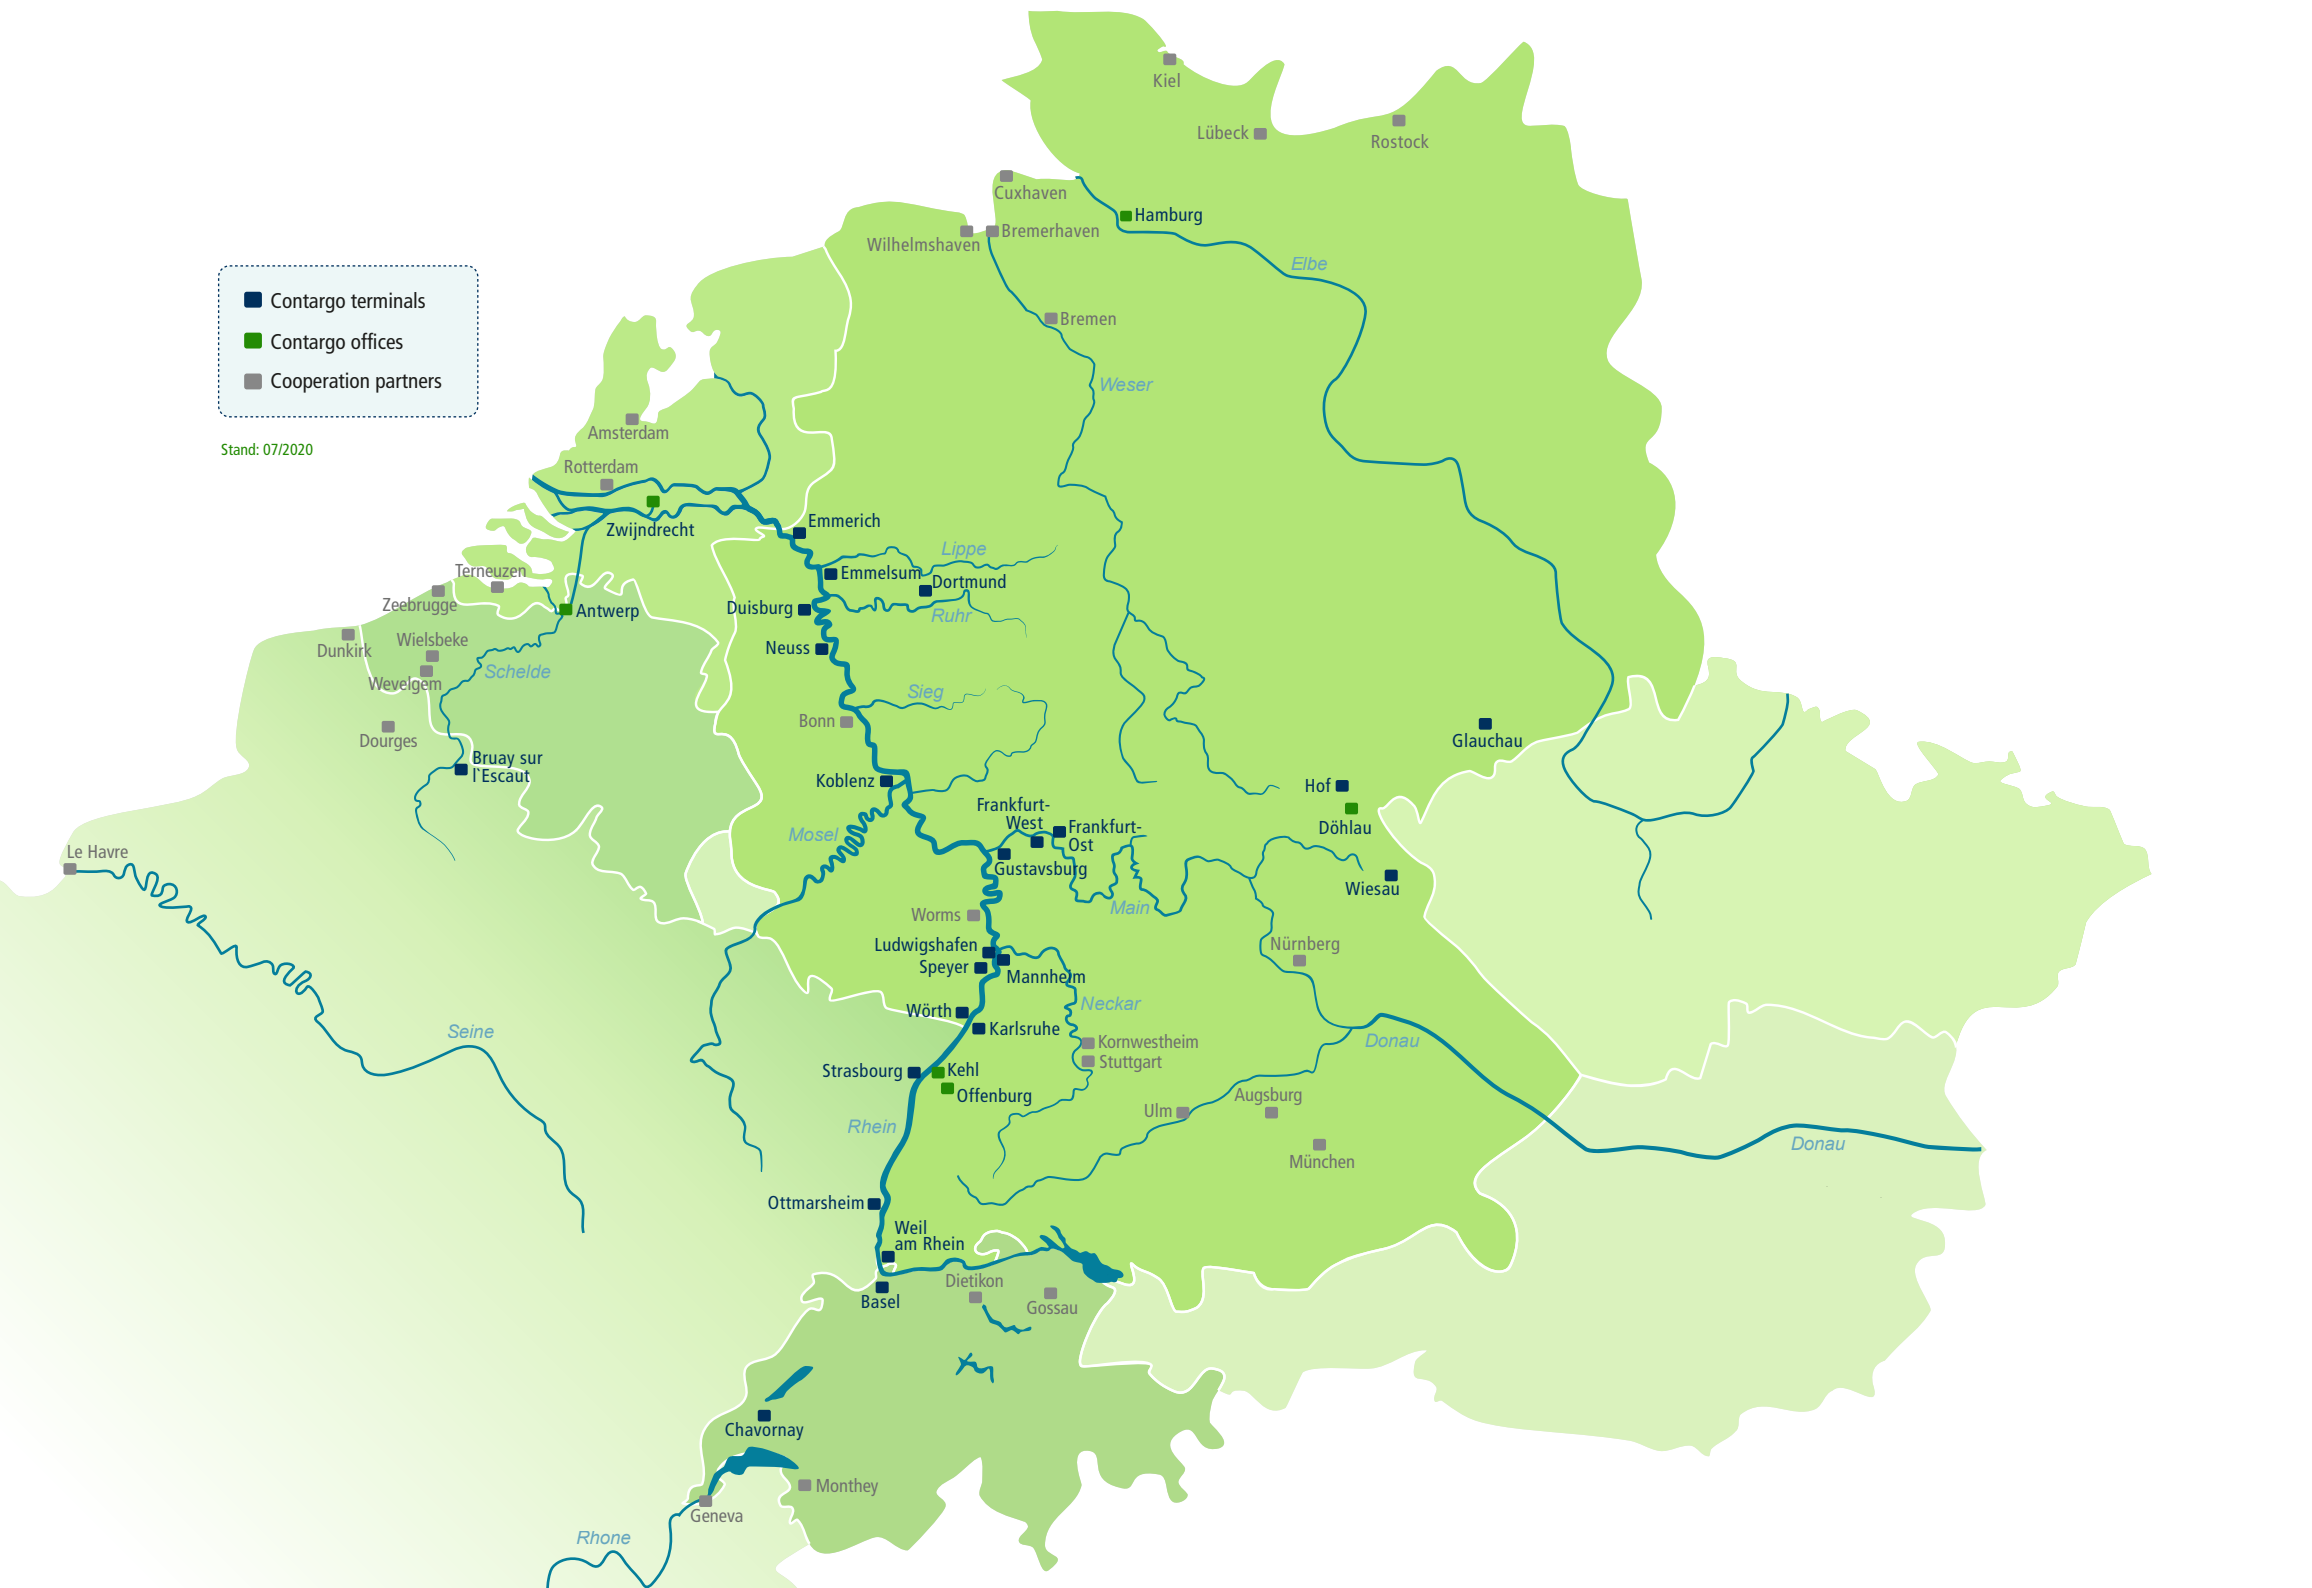 Kiel
Lübeck
Rostock
Cuxhaven
Hamburg
Wilhelmshaven
Bremerhaven
Elbe
Contargo terminals
Contargo offices
Cooperation partners
Stand: 07/2020
Bremen
Weser
Amsterdam
Rotterdam
Zwijndrecht
Emmerich
Lippe
Emmelsum
Dortmund
Terneuzen
Zeebrugge
Antwerp
Duisburg
Ruhr
Dunkirk
Wielsbeke
Neuss
Schelde
Wevelgem
Sieg
Bonn
Dourges
Glauchau
Bruay sur
l`Escaut
Koblenz
Hof
Frankfurt-
West
Frankfurt-
Ost
Döhlau
Mosel
Le Havre
Gustavsburg
Wiesau
Main
Worms
Ludwigshafen
Nürnberg
Speyer
Mannheim
Neckar
Wörth
Karlsruhe
Seine
Kornwestheim
Donau
Stuttgart
Strasbourg
Kehl
Offenburg
Augsburg
Ulm
Rhein
Donau
München
Ottmarsheim
Weil
am Rhein
Dietikon
Basel
Gossau
Chavornay
Monthey
Geneva
Rhone